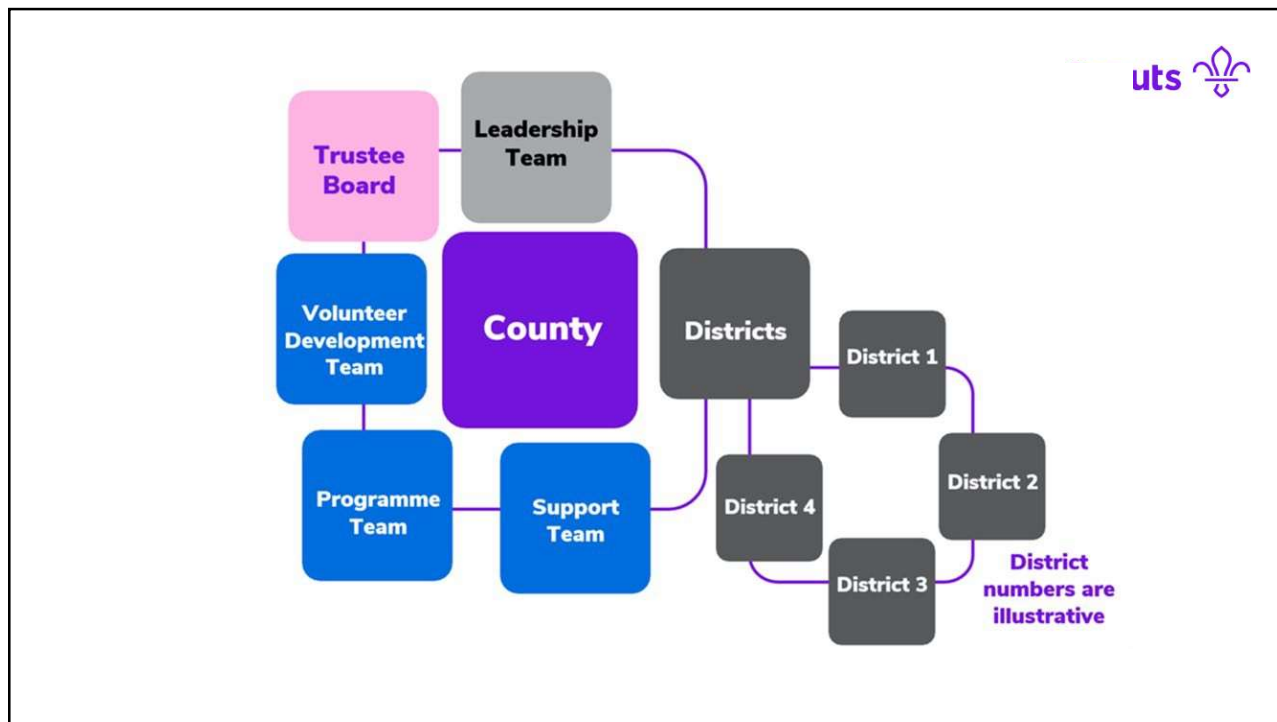 uts
Trustee
Board
Leadership
Team
Volunteer
Development
Team
County
Districts
District 1
Programme
Team
Support
Team
District 4
District 2
District 3
District
numbers are
illustrative